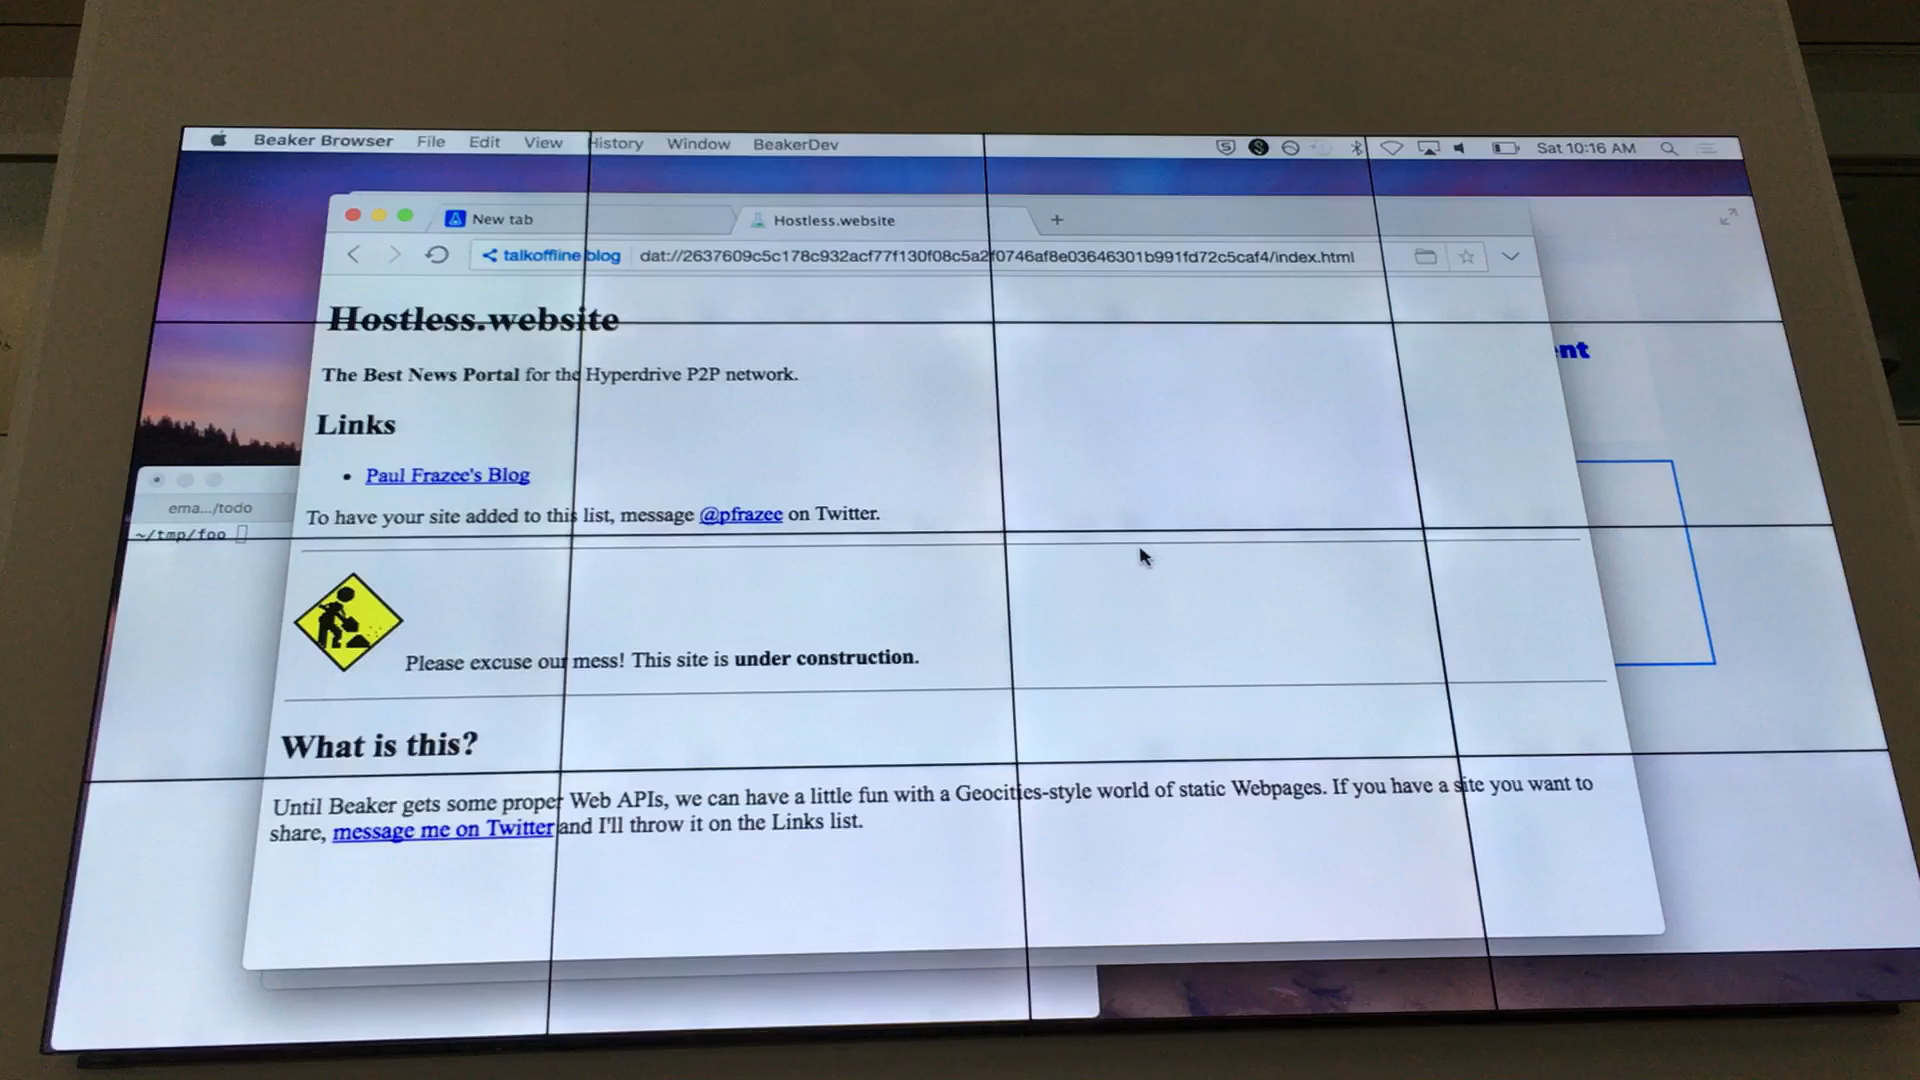 Beaker Browser File Edit View History Window BeakerDev Sat 10:16 AM
New tab Hostless.website
talkoffline blog dat://2637609c5c178c932acf77f130f08c5a2f0746af8e03646301b991fd72c5caf4/index.html
Hostless.website
nt
The Best News Portal for the Hyperdrive P2P network.
Links
Paul Frazee's Blog
ema.../todo
To have your site added to this list, message @pfrazee on Twitter.
~/tmp/foo
Please excuse our mess! This site is under construction.
What is this?
Until Beaker gets some proper Web APIs, we can have a little fun with a Geocities-style world of static Webpages. If you have a site you want to
share, message me on Twitter and I'll throw it on the Links list.